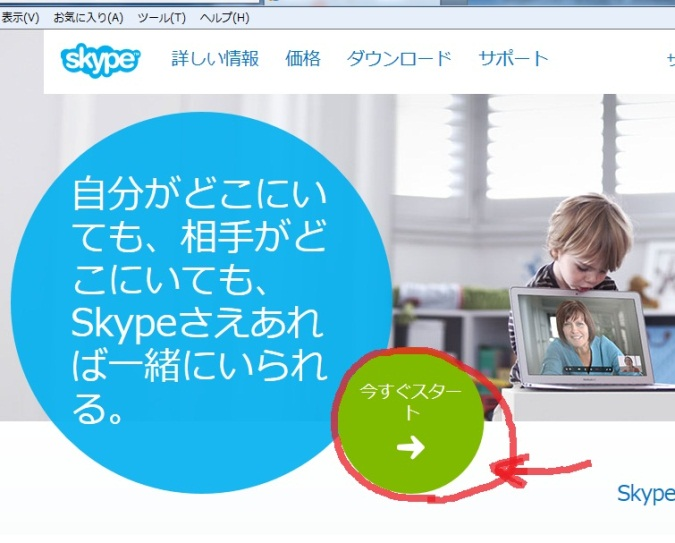 表示(V) お気に入り(A) ツール(T) ヘルプ(H)
skype 詳しい情報 価格 ダウンロード サポート
自分がどこにい
ても、相手がど
こにいても、
Skypeさえあれ
ば一緒にいられ
る。
今すぐスター
ト
Skype